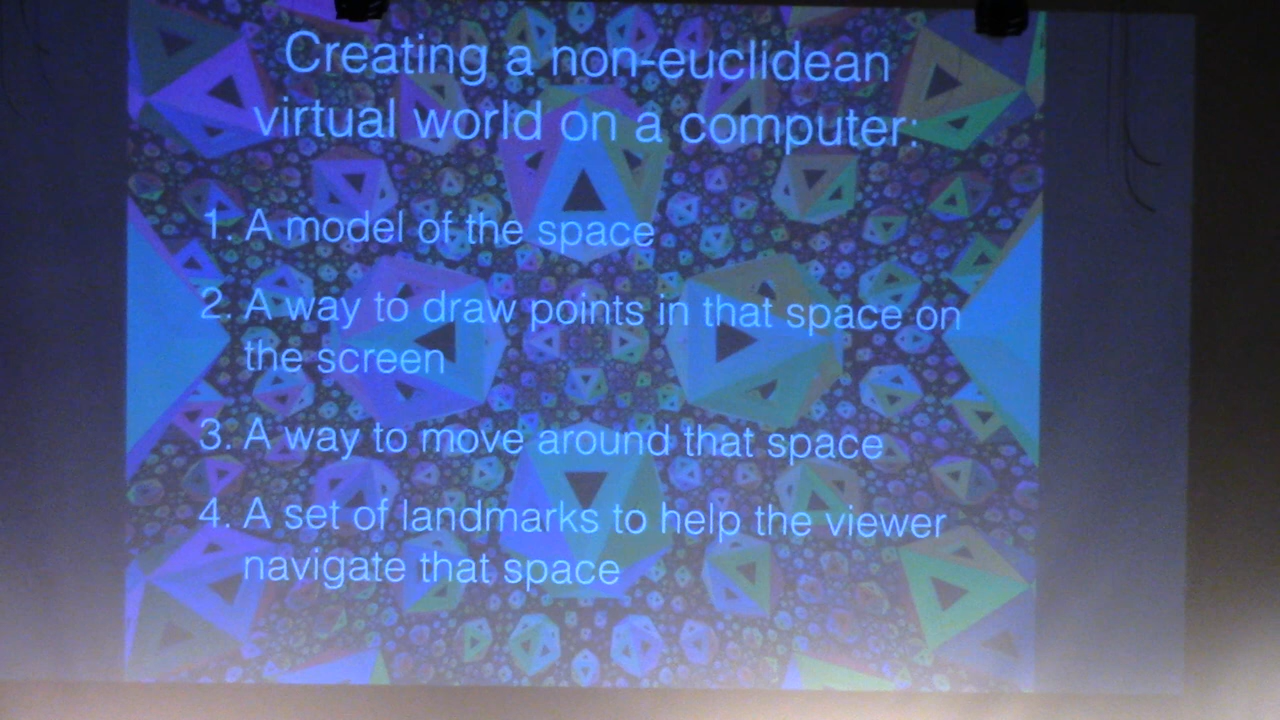 Creating a non-euclidean
virtual world on a computer:
1. A model of the space
2. A way to draw points in that space on
the screen
3. A way to move around that space
4. A set of landmarks to help the viewer
navigate that space